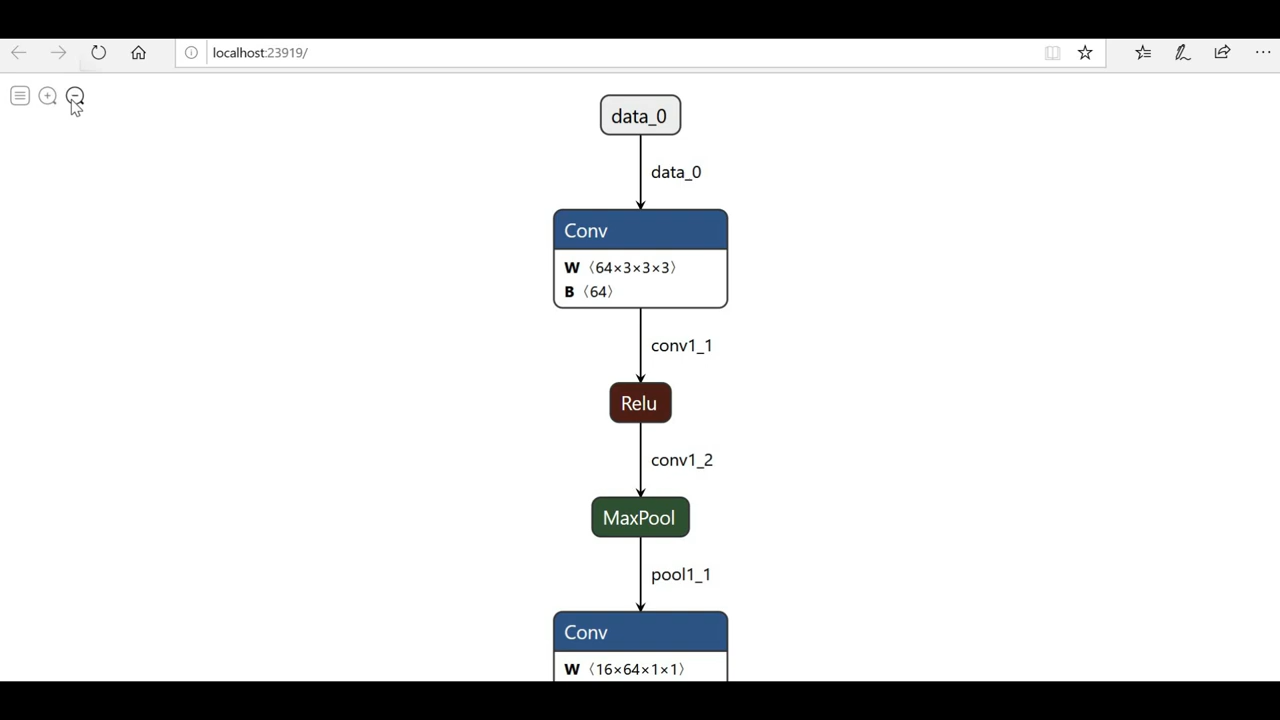 localhost:23919/
data_0
data_0
Conv
W 〈64×3×3×3〉
B 〈64〉
conv1_1
Relu
conv1_2
MaxPool
pool1_1
Conv
W 〈16×64×1×1〉